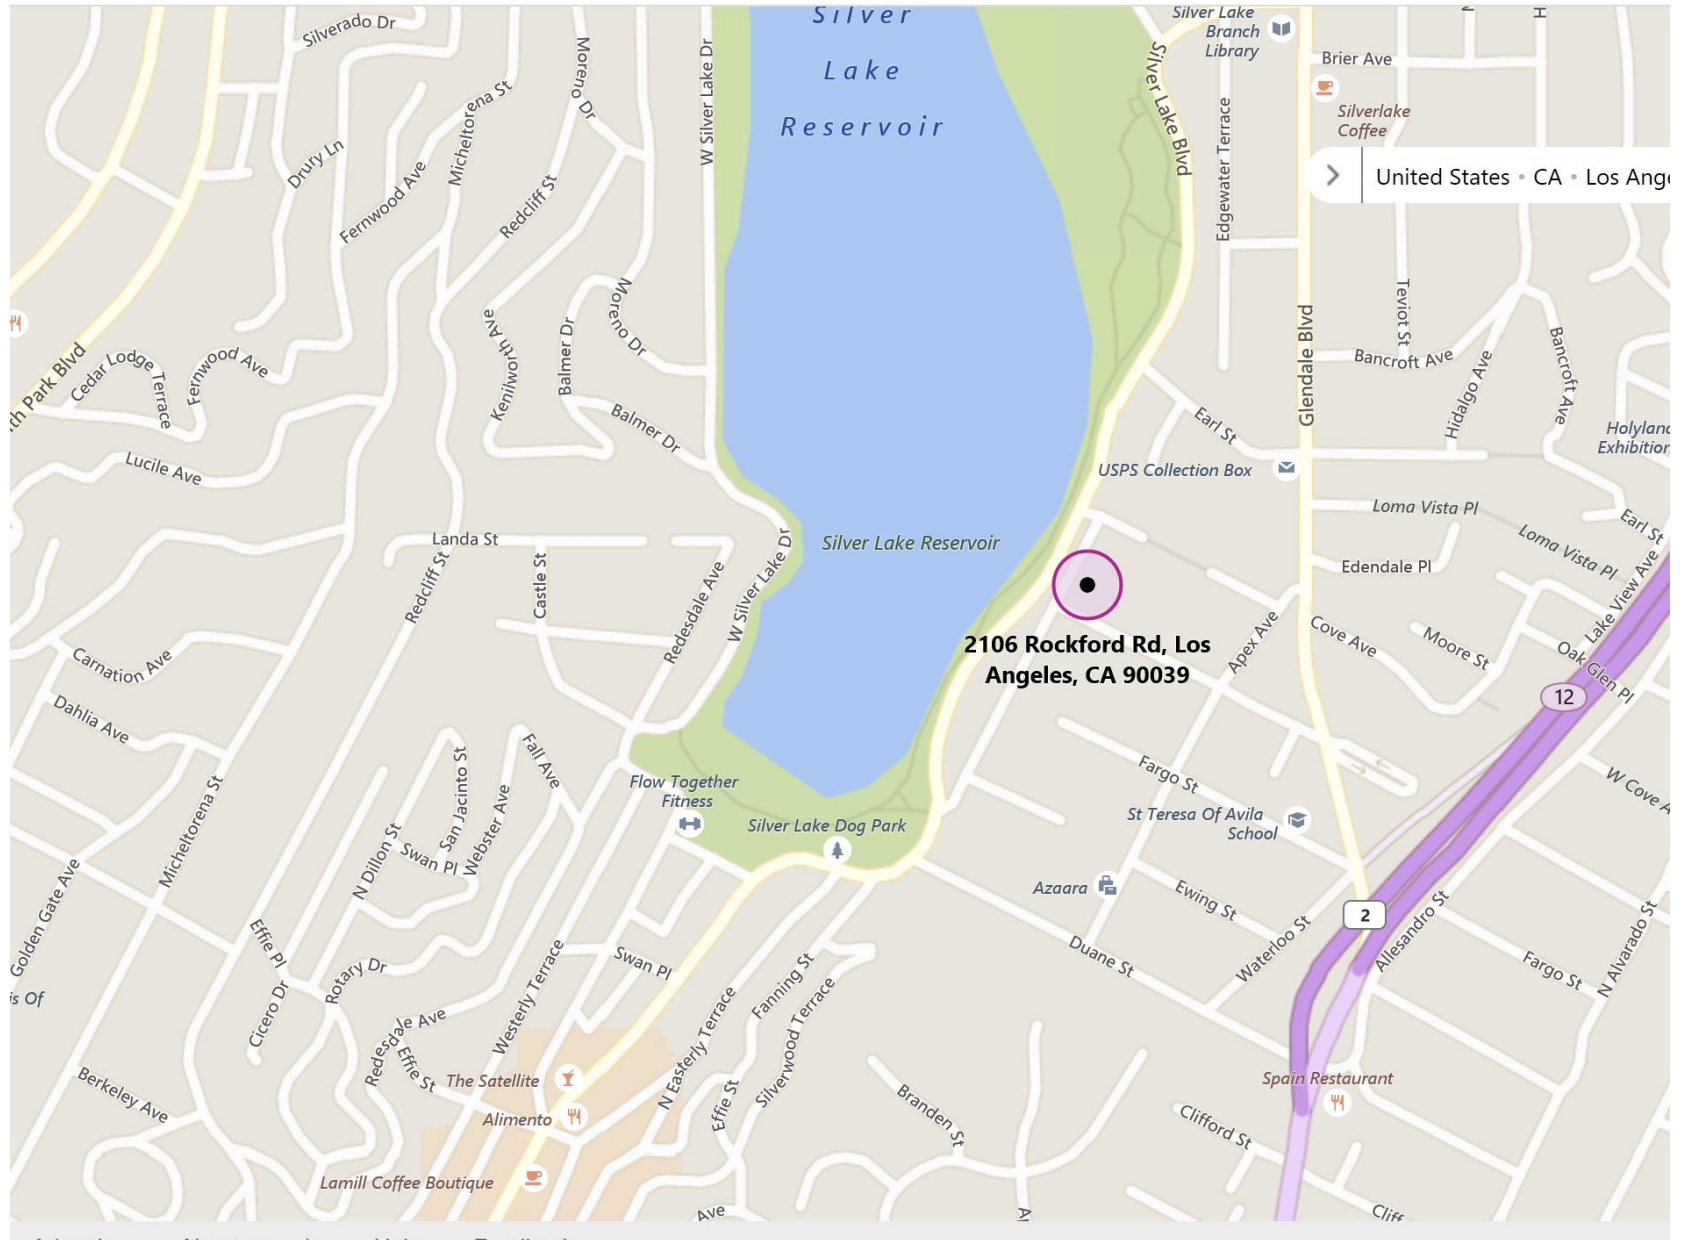 Silver
Lake
Reservoir
Silver Lake
Branch
Library
Silverado Dr
Moreno Dr
W Silver Lake Dr
Silver Lake Blvd
Brier Ave
Silverlake
Coffee
Edgewater Terrace
Micheltorena St
Drury Ln
Fernwood Ave
Redcliff St
United States • CA • Los Ange
Moreno Dr
Teviot St
Kenilworth Ave
Balmer Dr
Glendale Blvd
Bancroft Ave
Bancroft Ave
Hidalgo Ave
th Park Blvd
Cedar Lodge
Terrace
Fernwood Ave
Balmer Dr
Earl St
Holyland
Exhibition
USPS Collection Box
Lucile Ave
Loma Vista Pl
Earl St
Landa St
Silver Lake Reservoir
Loma Vista Pl
Edendale Pl
Redcliff St
Castle St
Redesdale Ave
W Silver Lake Dr
Lake View Ave
2106 Rockford Rd, Los
Angeles, CA 90039
Apex Ave
Cove Ave
Moore St
Oak Glen Pl
Carnation Ave
12
Dahlia Ave
Fall Ave
San Jacinto St
Webster Ave
Flow Together
Fitness
Fargo St
W Cove A
Micheltorena St
St Teresa Of Avila
School
Silver Lake Dog Park
N Dillon St
Swan Pl
Azaara
Ewing St
2
Golden Gate Ave
Effie Pl
Rotary Dr
Swan Pl
Duane St
Waterloo St
Allesandro St
Fargo St
N Alvarado St
is Of
Cicero Dr
Westerly Terrace
Fanning St
Redesdale Ave
Effie St
N Easterly Terrace
Silverwood Terrace
The Satellite
Alimento
Effie St
Spain Restaurant
Berkeley Ave
Branden St
Clifford St
Lamill Coffee Boutique
Ave
Cliff